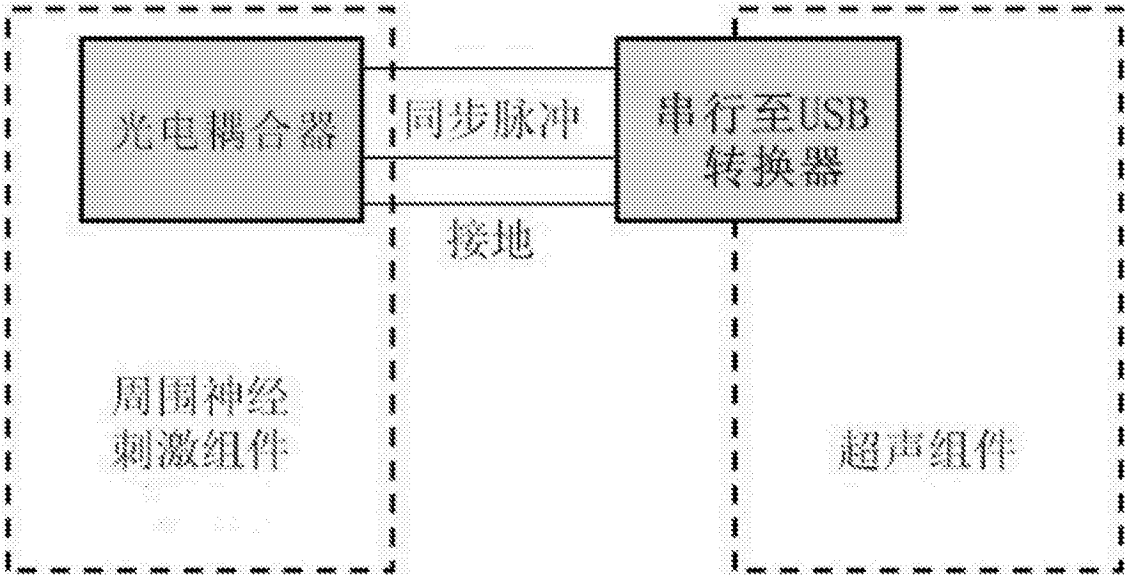 光电耦合器
同步脉冲
串行至USB
转换器
接地
周围神经
刺激组件
超声组件